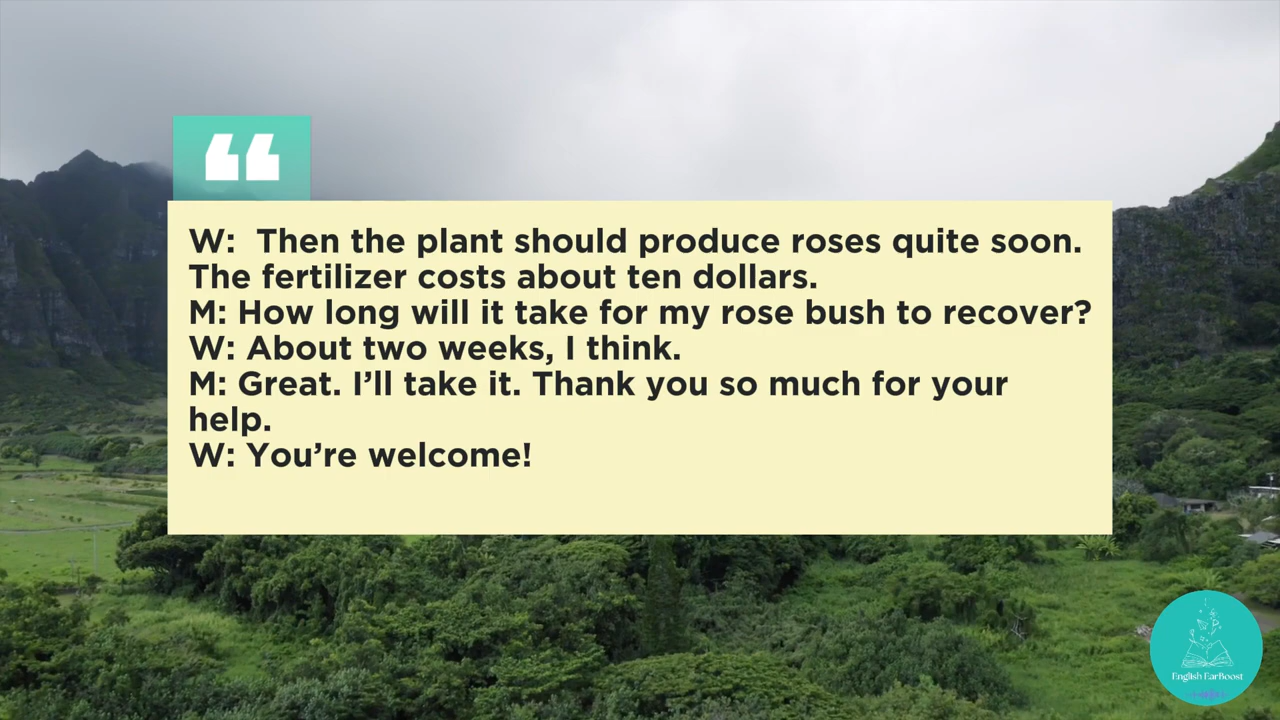 W:  Then the plant should produce roses quite soon.
The fertilizer costs about ten dollars.
M: How long will it take for my rose bush to recover?
W: About two weeks, I think.
M: Great. I’ll take it. Thank you so much for your
help.
W: You’re welcome!
English EarBoost